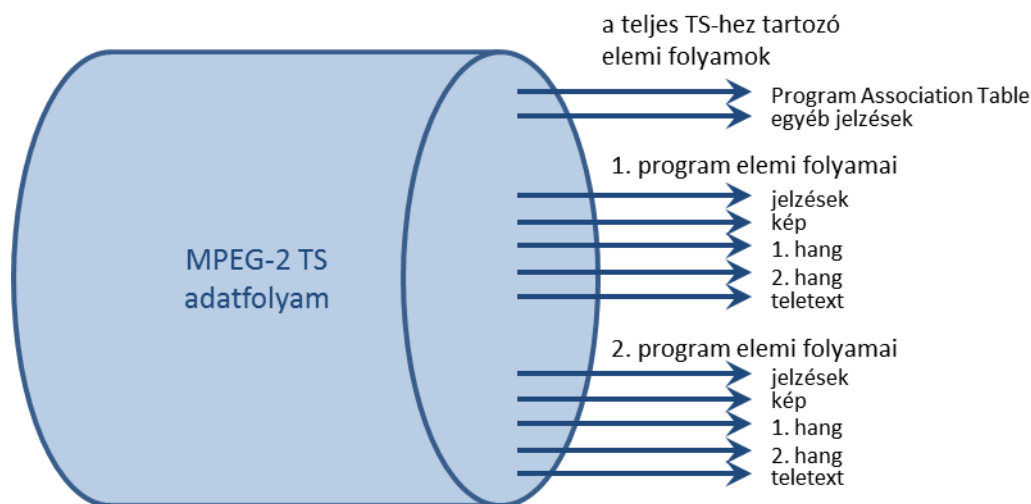 a teljes TS-hez tartozó
elemi folyamok
Program Association Table
egyéb jelzések
1. program elemi folyamai
jelzések
kép
1. hang
2. hang
teletext
MPEG-2 TS
adatfolyam
2. program elemi folyamai
jelzések
kép
1. hang
2. hang
teletext